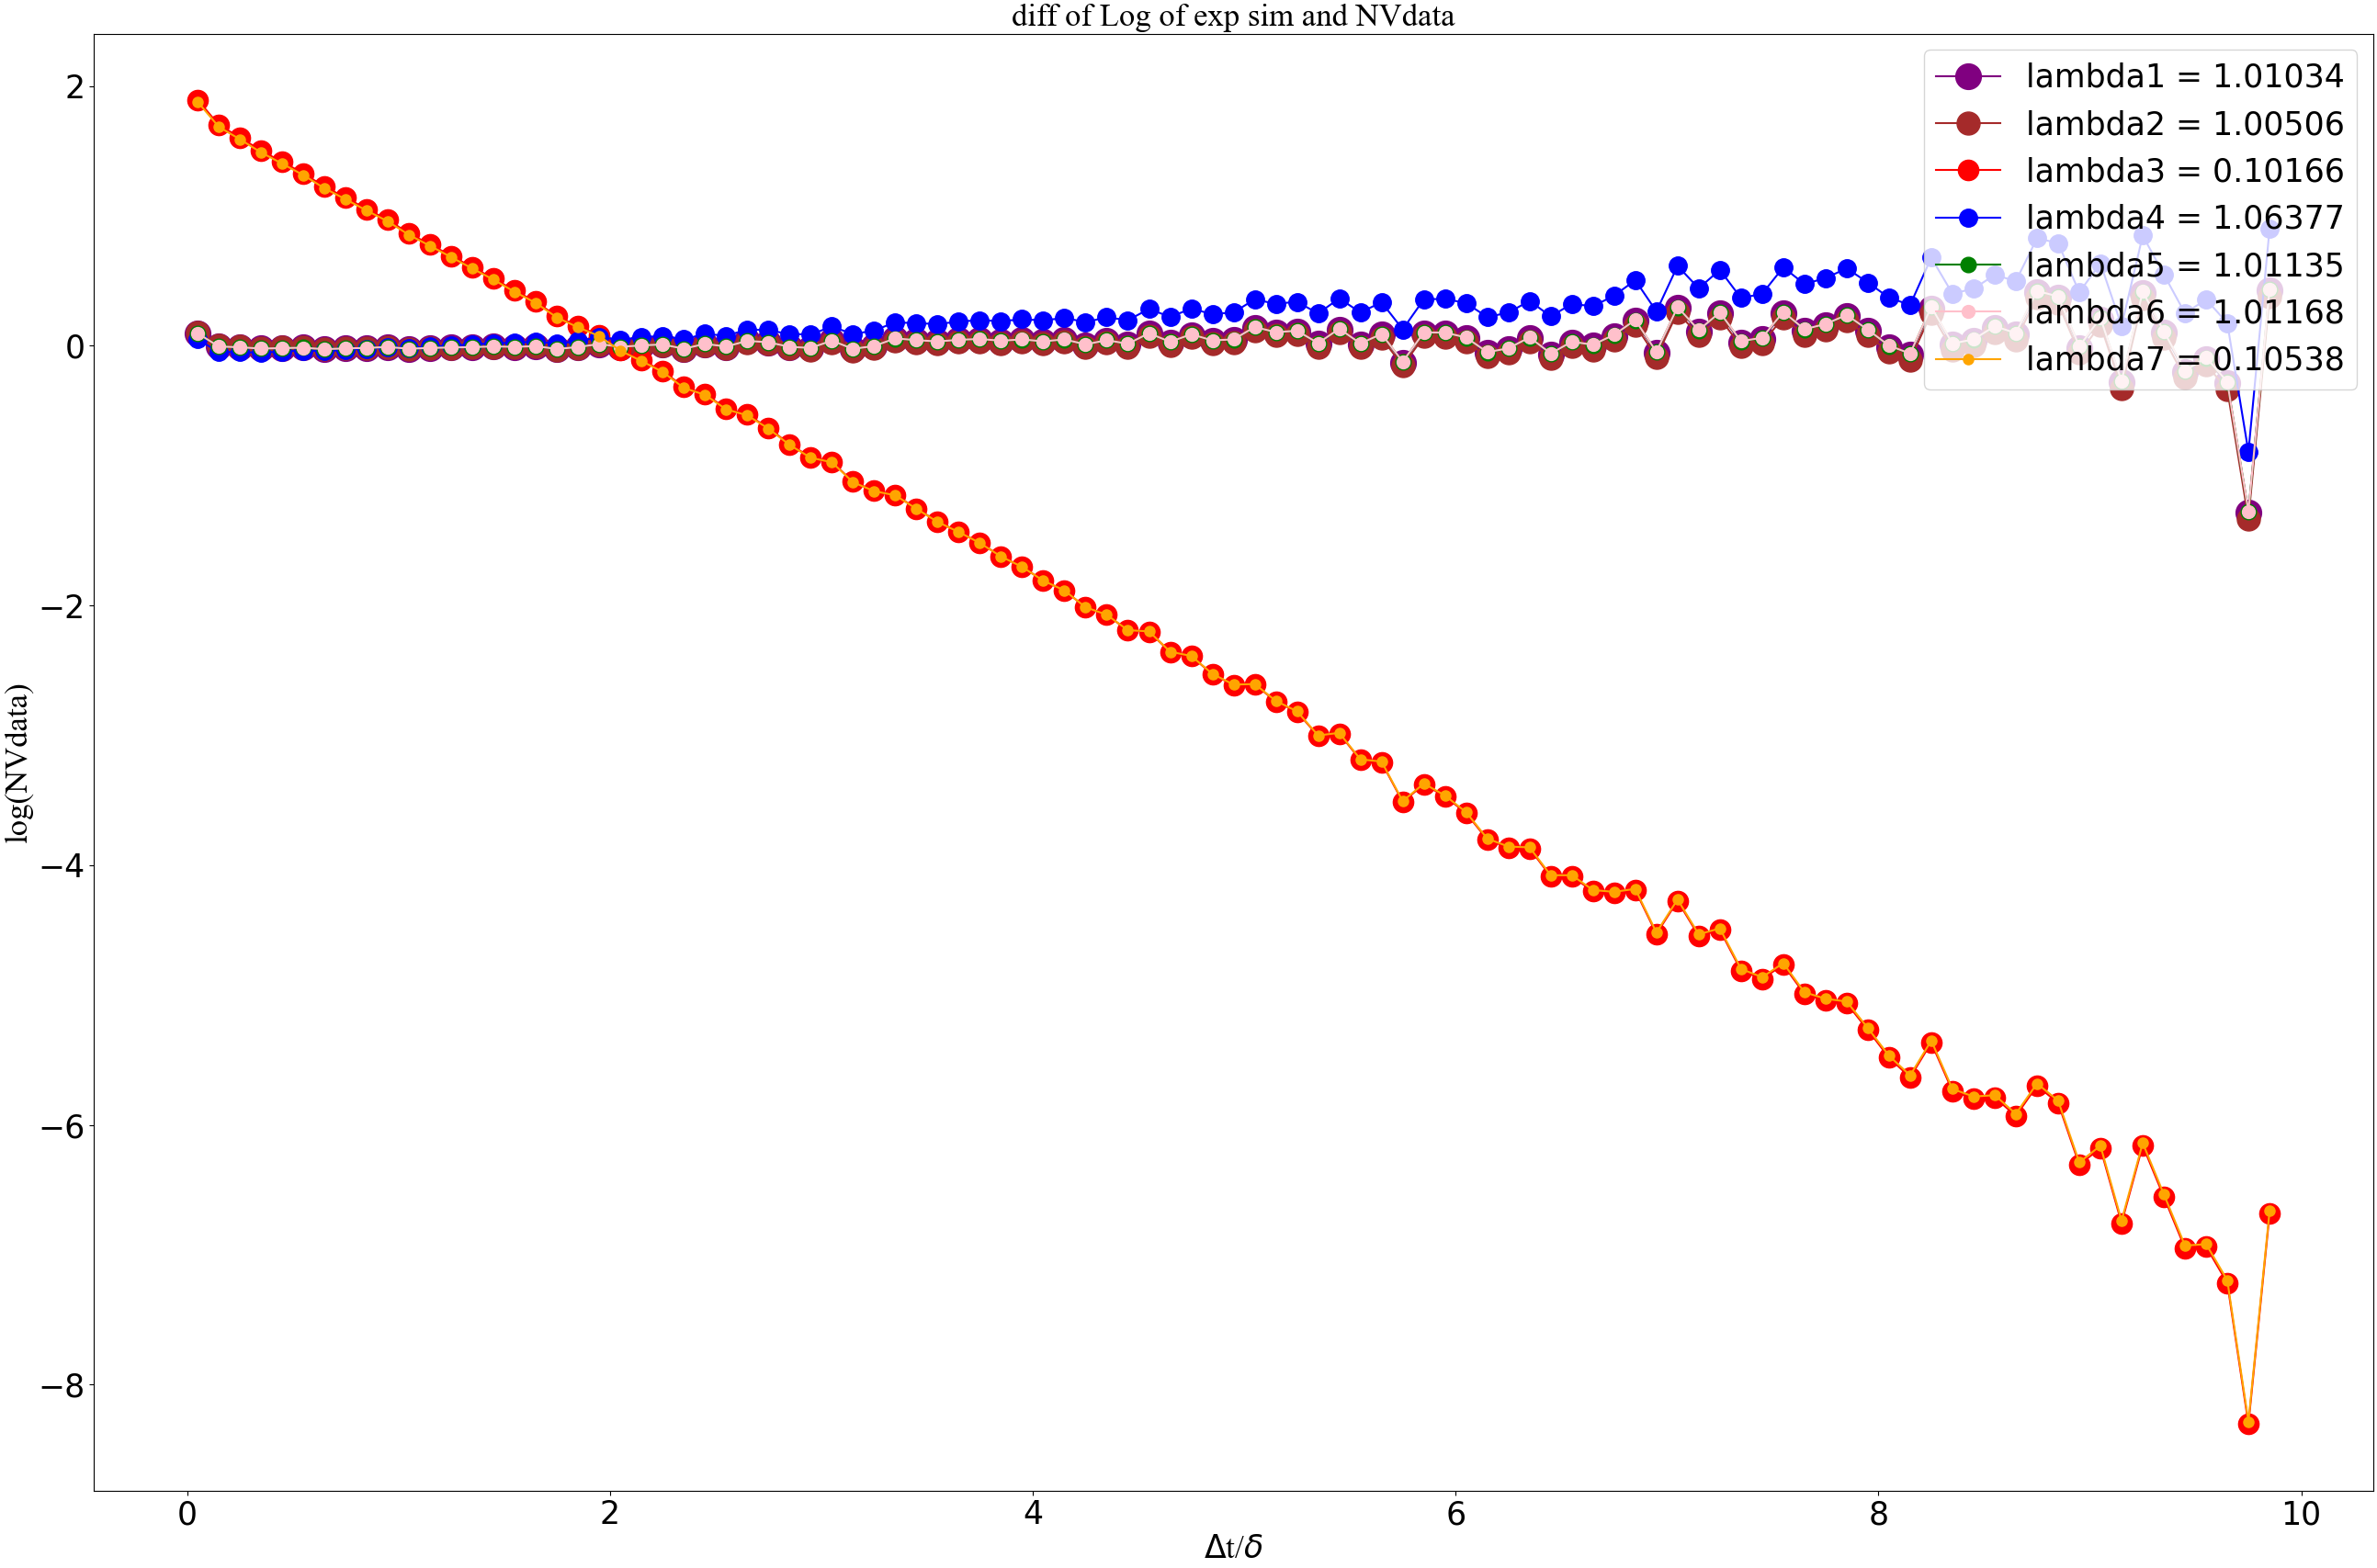 diff of Log of exp sim and NVdata
log(NVdata)
2
0
−2
−4
−6
−8
lambda1 = 1.01034
lambda2 = 1.00506
lambda3 = 0.10166
lambda4 = 1.06377
lambda5 = 1.01135
lambda6 = 1.01168
lambda7 = 0.10538
0 2 4 6 8 10
Δt/δ